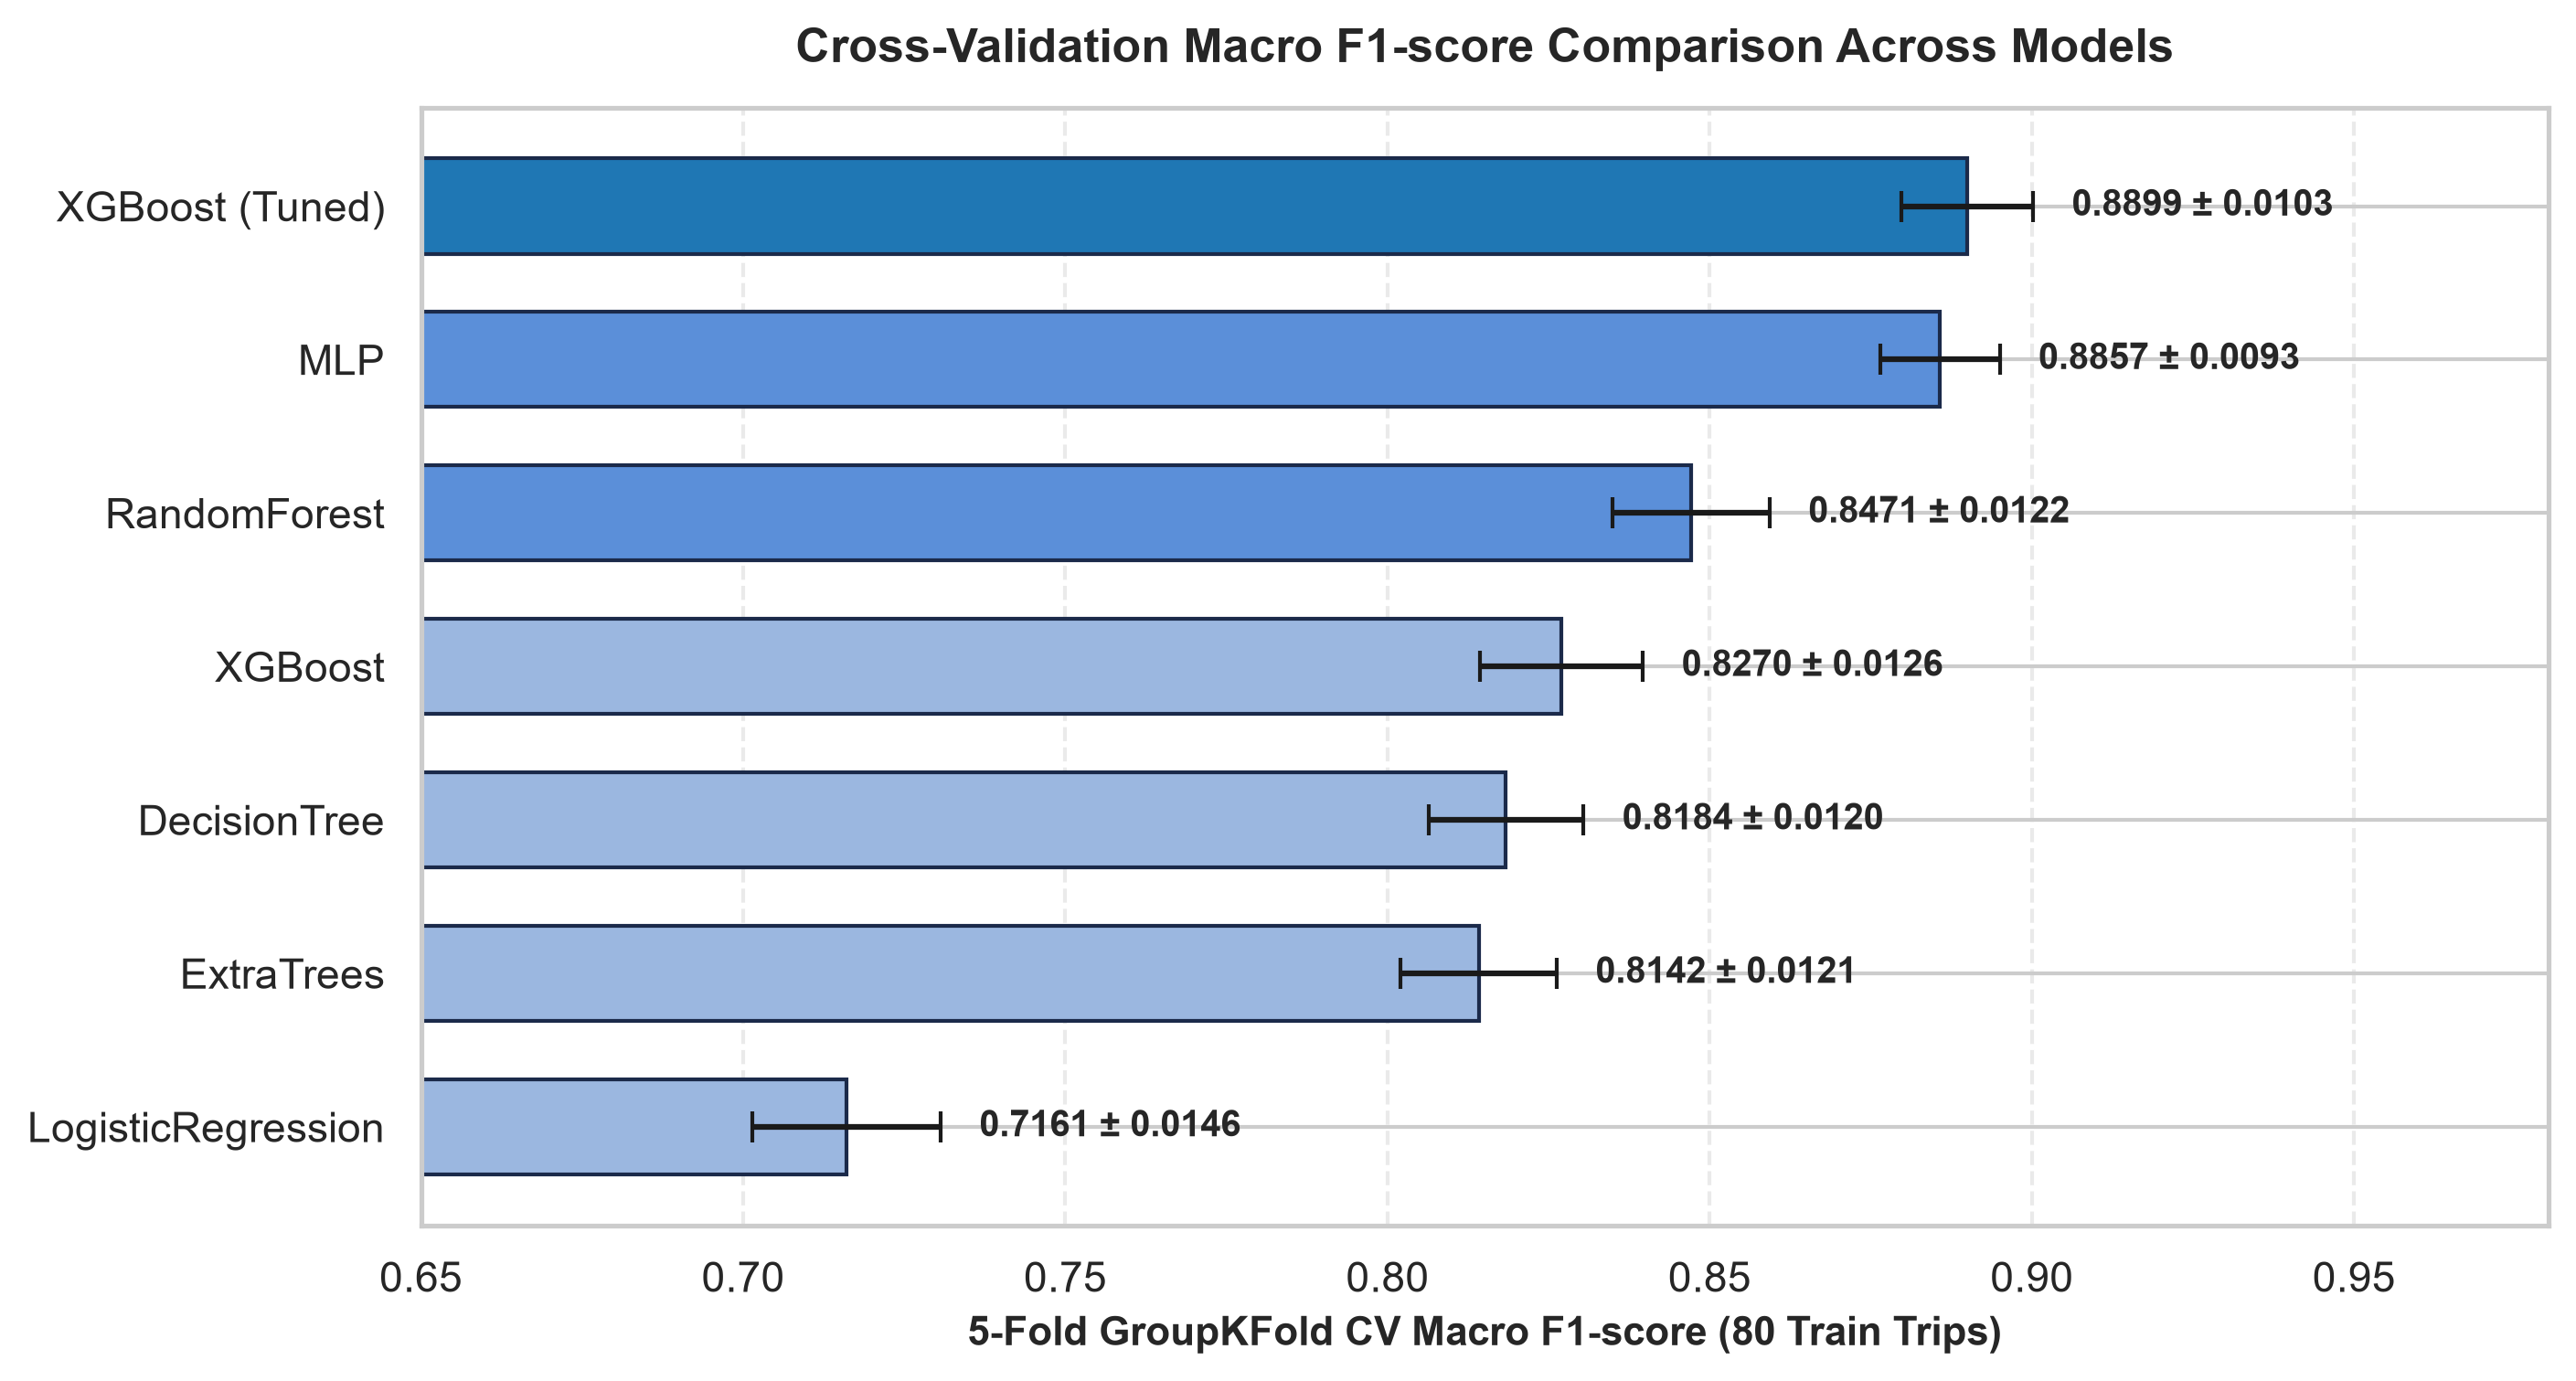 Cross-Validation Macro F1-score Comparison Across Models
XGBoost (Tuned)
0.8899 ± 0.0103
MLP
0.8857 ± 0.0093
RandomForest
0.8471 ± 0.0122
XGBoost
0.8270 ± 0.0126
DecisionTree
0.8184 ± 0.0120
ExtraTrees
0.8142 ± 0.0121
LogisticRegression
0.7161 ± 0.0146
0.65 0.70 0.75 0.80 0.85 0.90 0.95
5-Fold GroupKFold CV Macro F1-score (80 Train Trips)